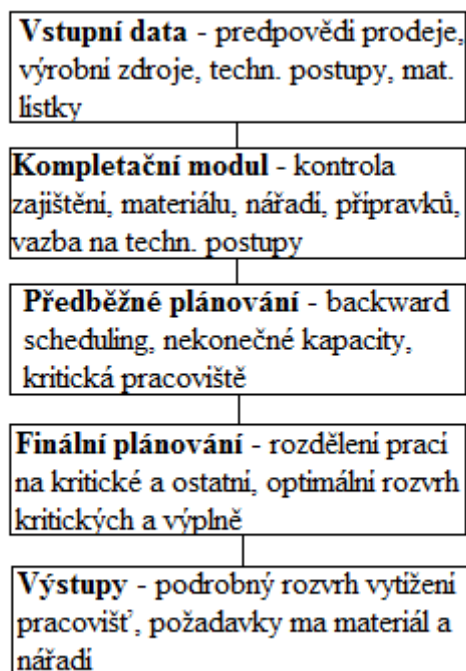 Vstupní data - predpovědi prodeje,
výrobní zdroje, techn. postupy, mat.
lístky
Kompletační modul - kontrola
zajištění, materiálu, nářadí, přípravků,
vazba na techn. postupy
Předběžné plánování - backward
scheduling, nekonečné kapacity,
kritická pracoviště
Finální plánování - rozdělení prací
na kritické a ostatní, optimální rozvrh
kritických a výplně
Výstupy - podrobný rozvrh vytížení
pracovišť, požadavky ma materiál a
nářadí